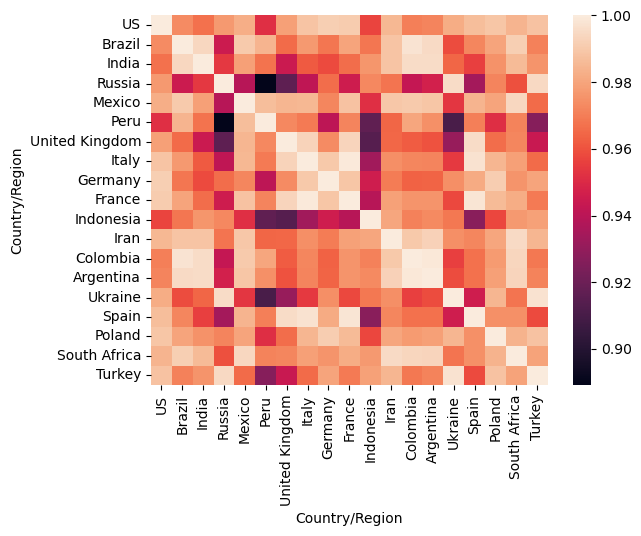 US
Brazil
India
Russia
Mexico
Peru
United Kingdom
Italy
Germany
France
Indonesia
Iran
Colombia
Argentina
Ukraine
Spain
Poland
South Africa
Turkey
Country/Region
US
Brazil
India
Russia
Mexico
Peru
United Kingdom
Italy
Germany
France
Indonesia
Iran
Colombia
Argentina
Ukraine
Spain
Poland
South Africa
Turkey
Country/Region
1.00
0.98
0.96
0.94
0.92
0.90